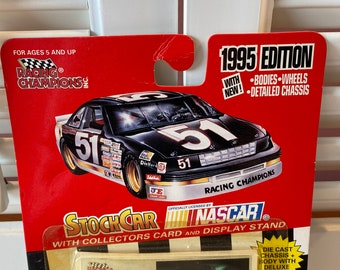 FOR AGES 5 AND UP
RACING
CHAMPIONS INC
1995 EDITION
WITH NEW!
• BODIES • WHEELS
• DETAILED CHASSIS
51
51
51
RACING CHAMPIONS
OFFICIALLY LICENSED BY
STOCK CAR
NASCAR
WITH COLLECTORS CARD AND DISPLAY STAND
DIE CAST
CHASSIS +
BODY WITH
DELUXE